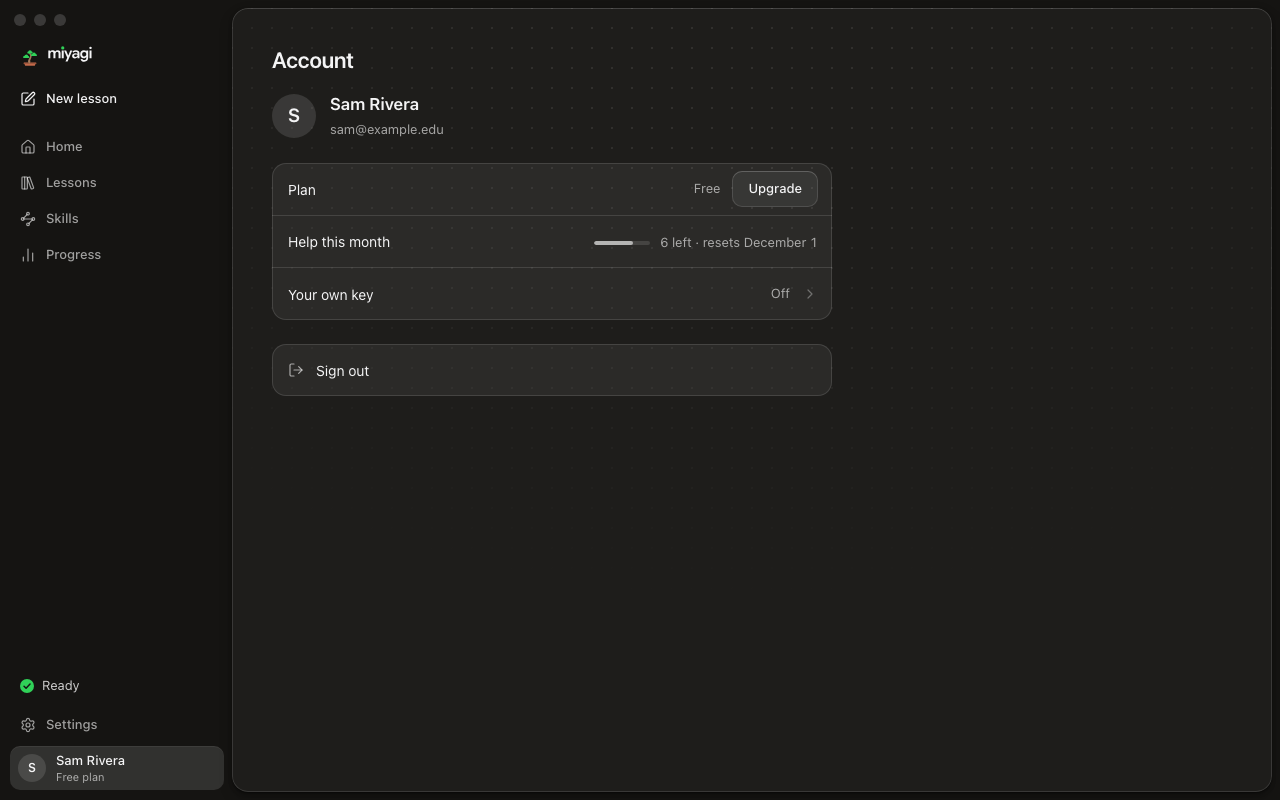 miyagi
New lesson
Home
Lessons
Skills
Progress
Ready
Settings
S
Sam Rivera
Free plan
Account
S
Sam Rivera
sam@example.edu
Plan
Free
Upgrade
Help this month
6 left · resets December 1
Your own key
Off
Sign out